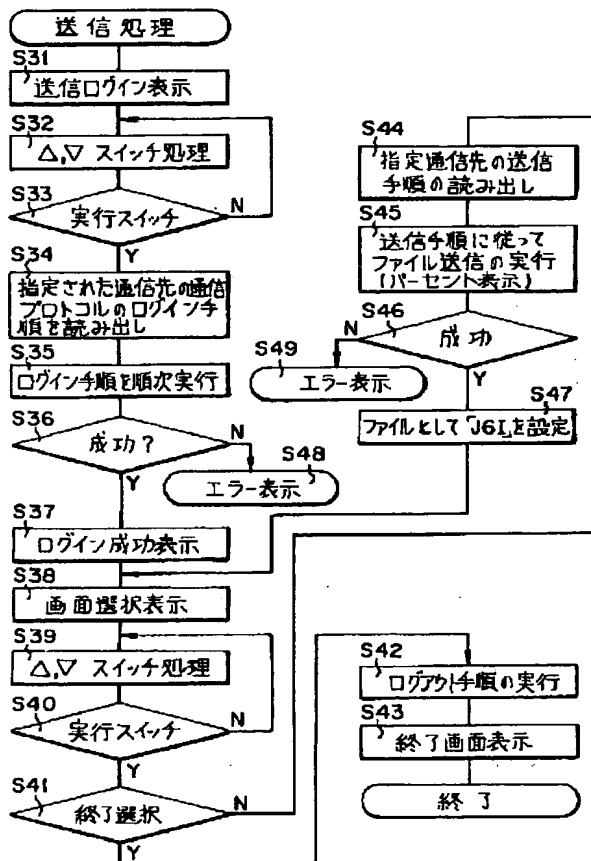 送信処理
S31
送信ログイン表示
S32
△,▽ スイッチ処理
S33
実行スイッチ
N
Y
S34
指定された通信先の通信
プロトコルのログイン手
順を読み出し
S35
ログイン手順を順次実行
S36
成功?
N
Y
S48
エラー表示
S37
ログイン成功表示
S38
画面選択表示
S39
△,▽ スイッチ処理
S40
実行スイッチ
N
Y
S41
終了選択
N
Y
S44
指定通信先の送信
手順の読み出し
S45
送信手順に従って
ファイル送信の実行
(パーセント表示)
S46
成功
N
Y
S49
エラー表示
S47
ファイルとして「J6I」を設定
S42
ログアウト手順の実行
S43
終了画面表示
終了